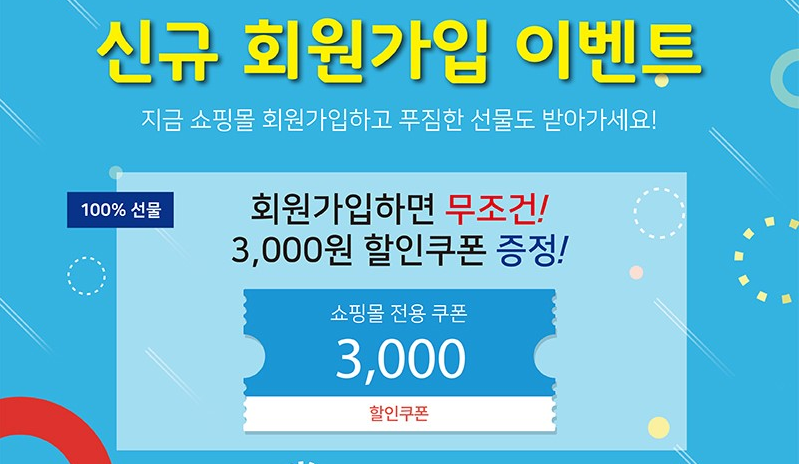 신규 회원가입 이벤트
지금 쇼핑몰 회원가입하고 푸짐한 선물도 받아가세요!
100% 선물
회원가입하면 무조건!
3,000원 할인쿠폰 증정!
쇼핑몰 전용 쿠폰
3,000
할인쿠폰